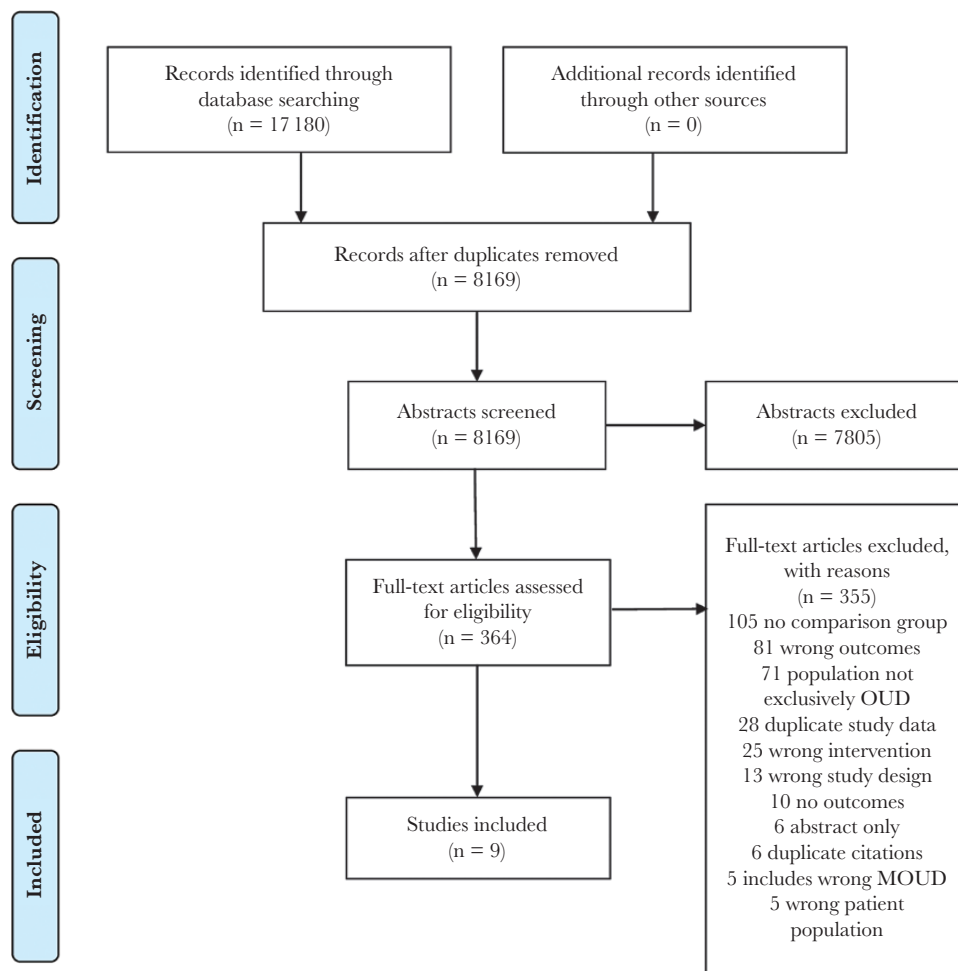 Identification
Records identified through
database searching
(n = 17 180)
Additional records identified
through other sources
(n = 0)
Records after duplicates removed
(n = 8169)
Screening
Abstracts screened
(n = 8169)
Abstracts excluded
(n = 7805)
Eligibility
Full-text articles assessed
for eligibility
(n = 364)
Full-text articles excluded,
with reasons
(n = 355)
105 no comparison group
81 wrong outcomes
71 population not
exclusively OUD
28 duplicate study data
25 wrong intervention
13 wrong study design
10 no outcomes
6 abstract only
6 duplicate citations
5 includes wrong MOUD
5 wrong patient
population
Included
Studies included
(n = 9)